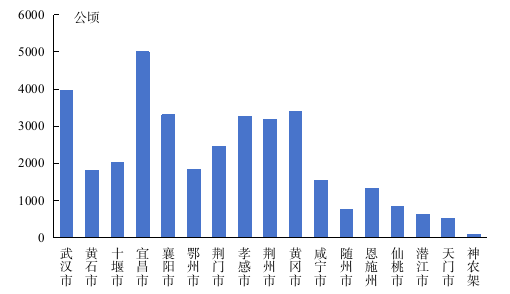 公顷
6000
5000
4000
3000
2000
1000
0
武汉市
黄石市
十堰市
宜昌市
襄阳市
鄂州市
荆门市
孝感市
荆州市
黄冈市
咸宁市
随州市
恩施州
仙桃市
潜江市
天门市
神农架